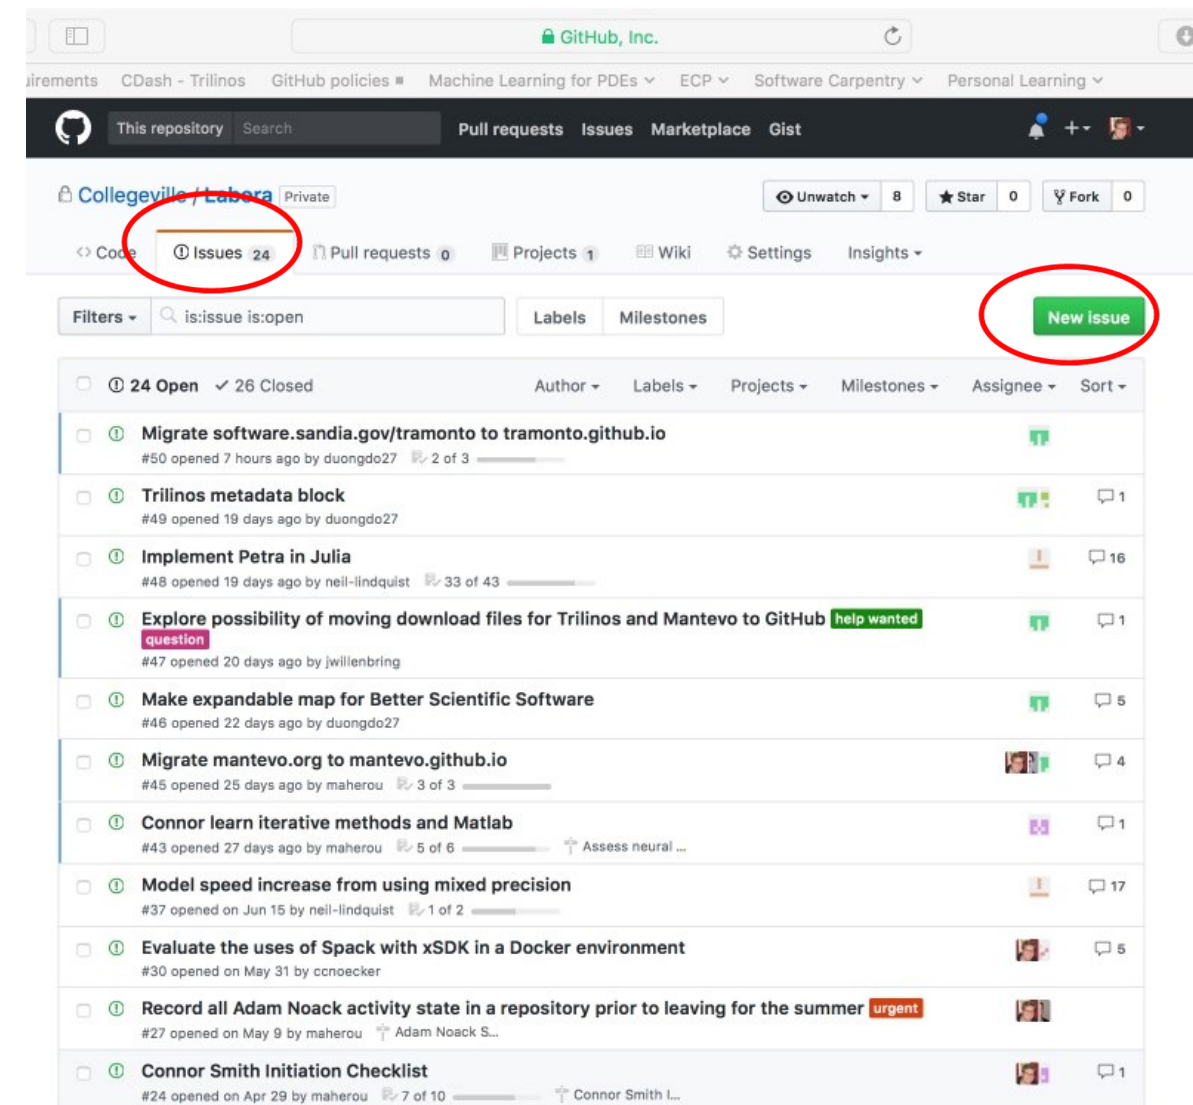 GitHub, Inc.
uirements CDash - Trilinos GitHub policies Machine Learning for PDEs ECP Software Carpentry Personal Learning
This repository Search Pull requests Issues Marketplace Gist
Collegeville / Labora Private Unwatch 8 Star 0 Fork 0
Code Issues 24 Pull requests 0 Projects 1 Wiki Settings Insights
Filters is:issue is:open Labels Milestones New issue
24 Open 26 Closed Author Labels Projects Milestones Assignee Sort
Migrate software.sandia.gov/tramonto to tramonto.github.io
#50 opened 7 hours ago by duongdo27 2 of 3
Trilinos metadata block 1
#49 opened 19 days ago by duongdo27
Implement Petra in Julia 16
#48 opened 19 days ago by neil-lindquist 33 of 43
Explore possibility of moving download files for Trilinos and Mantevo to GitHub help wanted 1
question
#47 opened 20 days ago by jwillenbring
Make expandable map for Better Scientific Software 5
#46 opened 22 days ago by duongdo27
Migrate mantevo.org to mantevo.github.io 4
#45 opened 25 days ago by maherou 3 of 3
Connor learn iterative methods and Matlab 1
#43 opened 27 days ago by maherou 5 of 6 Assess neural ...
Model speed increase from using mixed precision 17
#37 opened on Jun 15 by neil-lindquist 1 of 2
Evaluate the uses of Spack with xSDK in a Docker environment 5
#30 opened on May 31 by ccnoecker
Record all Adam Noack activity state in a repository prior to leaving for the summer urgent
#27 opened on May 9 by maherou Adam Noack S...
Connor Smith Initiation Checklist 1
#24 opened on Apr 29 by maherou 7 of 10 Connor Smith I...